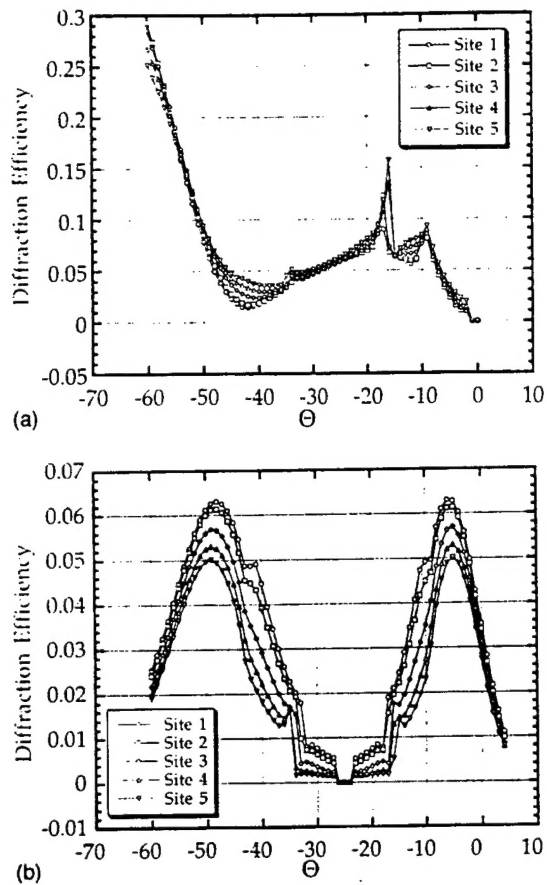 0.3
0.25
0.2
0.15
0.1
0.05
0
-0.05
Diffraction Efficiency
Site 1
Site 2
Site 3
Site 4
Site 5
-70 -60 -50 -40 -30 -20 -10 0 10
Θ
(a)
0.07
0.06
0.05
0.04
0.03
0.02
0.01
0
-0.01
Diffraction Efficiency
Site 1
Site 2
Site 3
Site 4
Site 5
-70 -60 -50 -40 -30 -20 -10 0 10
Θ
(b)